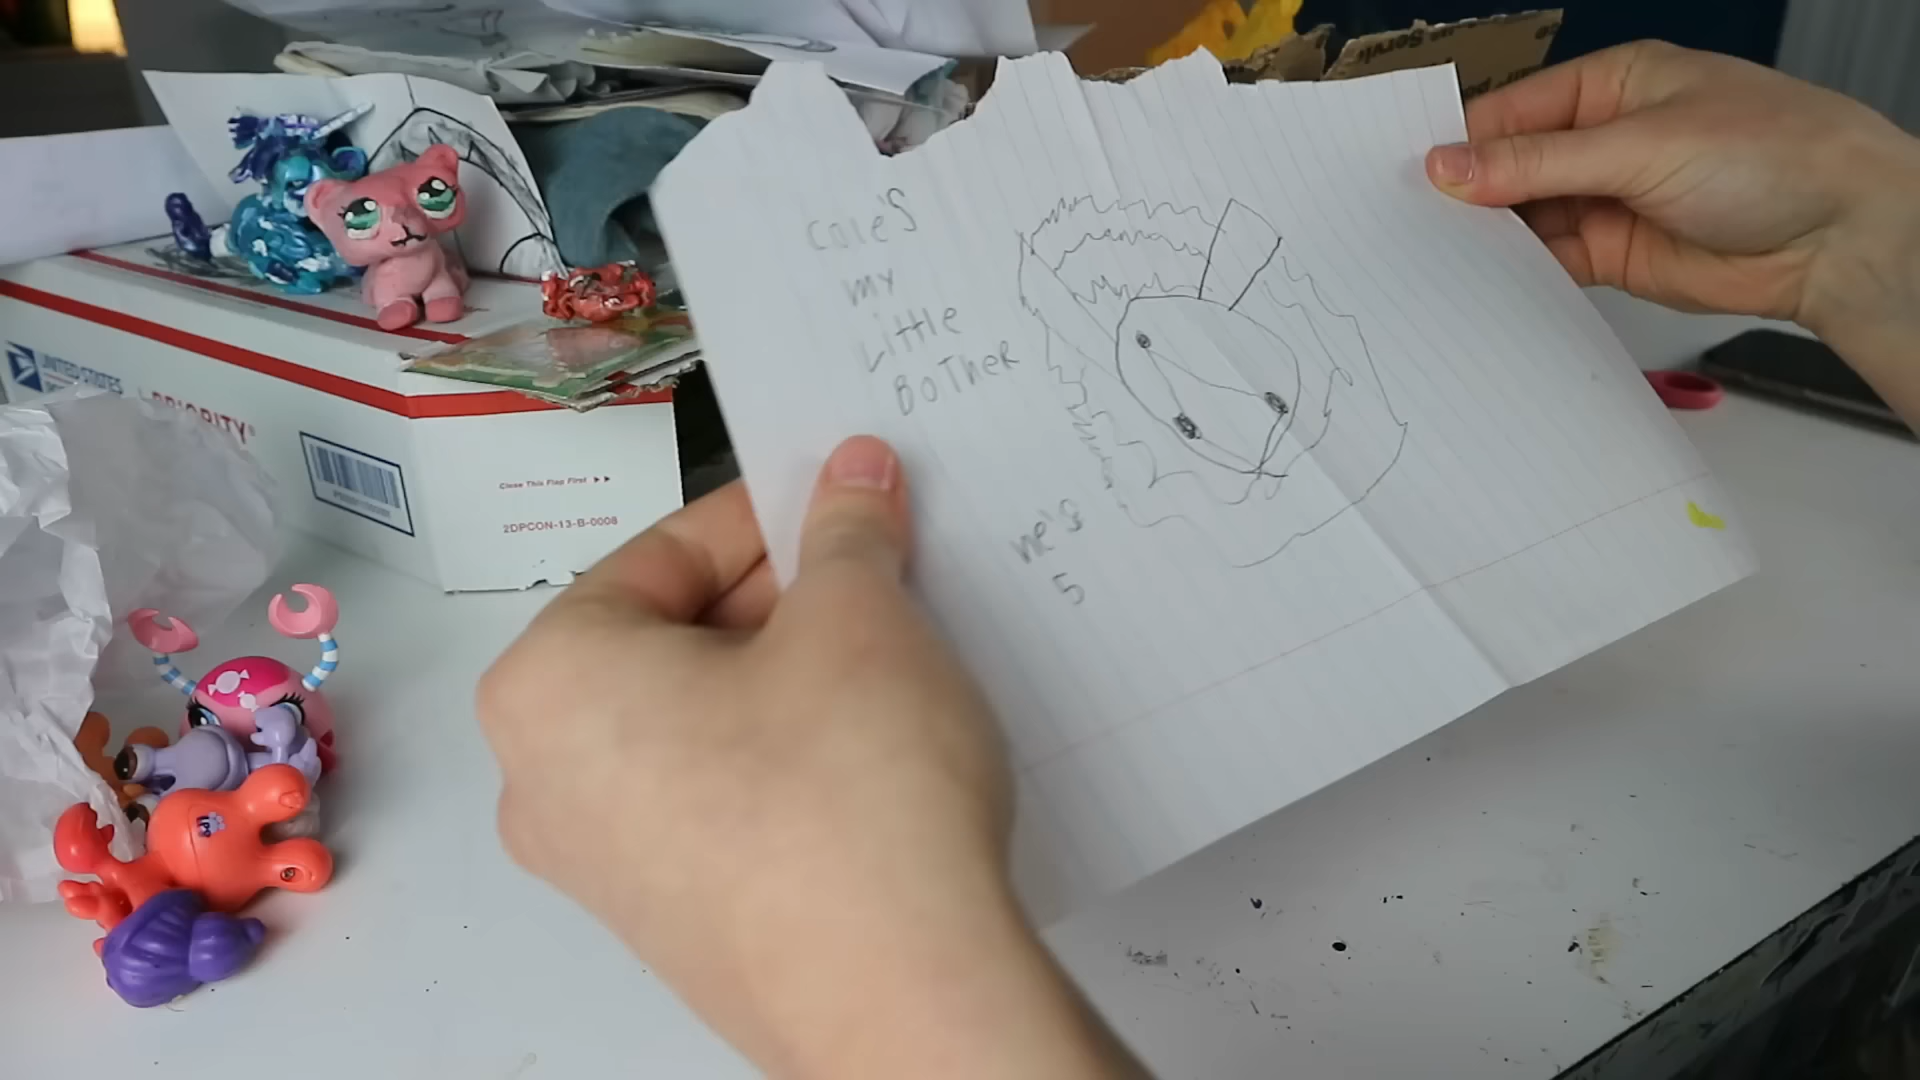 cole's
my
Little
BoTher
he's
5
UNITED STATES
PRIORITY®
Close This Flap First ▸▸
2DPCON-13-B-0008